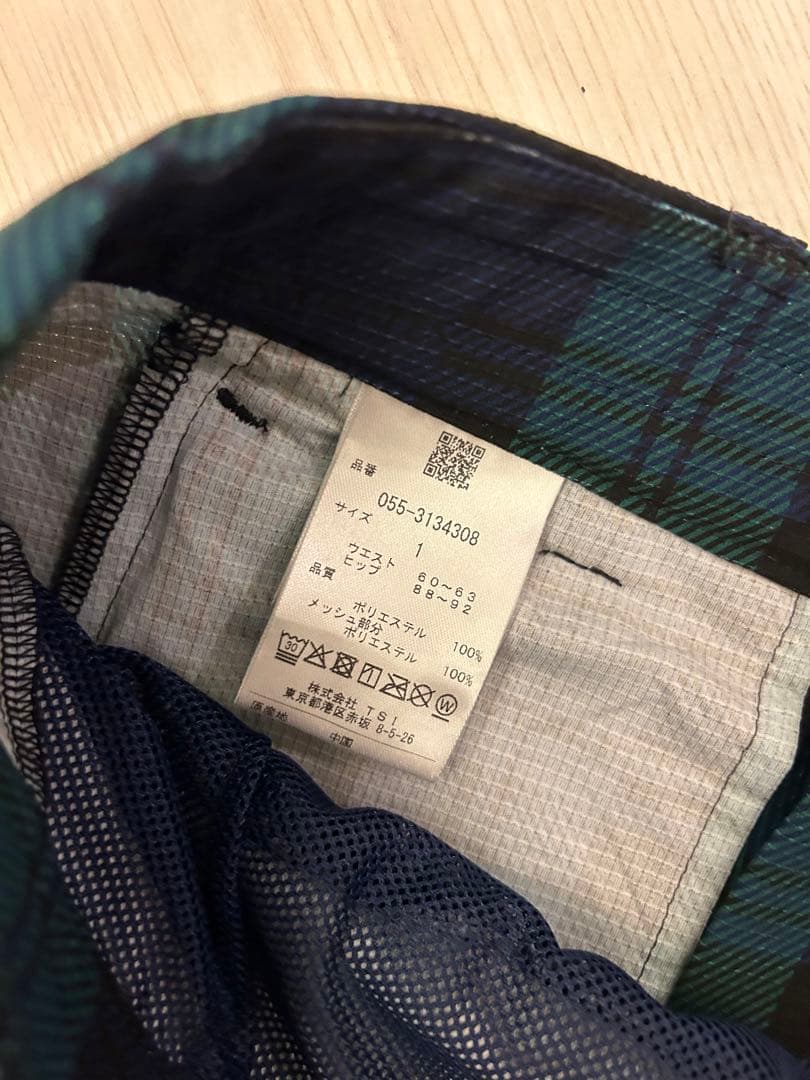 品番
055-3134308
サイズ
1
ウエスト 60~63
ヒップ 88~92
品質
ポリエステル 100%
メッシュ部分
ポリエステル 100%
30
W
株式会社 TSI
東京都港区赤坂 8-5-26
原産地 中国